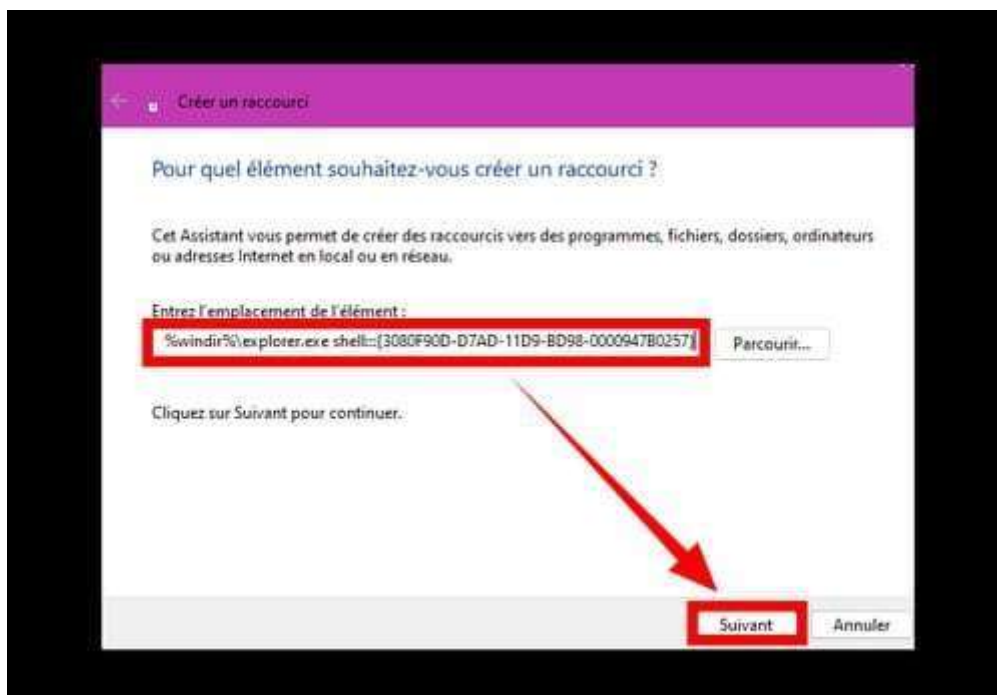 Créer un raccourci
Pour quel élément souhaitez-vous créer un raccourci ?
Cet Assistant vous permet de créer des raccourcis vers des programmes, fichiers, dossiers, ordinateurs
ou adresses Internet en local ou en réseau.
Entrez l'emplacement de l'élément :
%windir%\explorer.exe shell:::{3080F90D-D7AD-11D9-BD98-0000947B0257}
Parcourir...
Cliquez sur Suivant pour continuer.
Suivant
Annuler